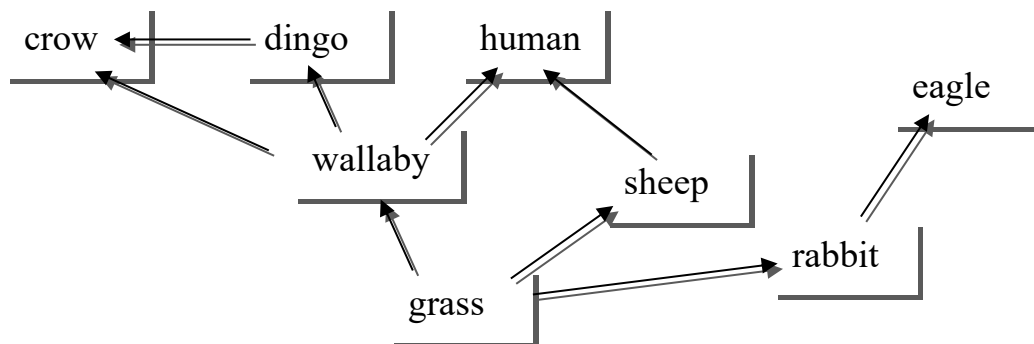 crow
dingo
human
eagle
wallaby
sheep
rabbit
grass